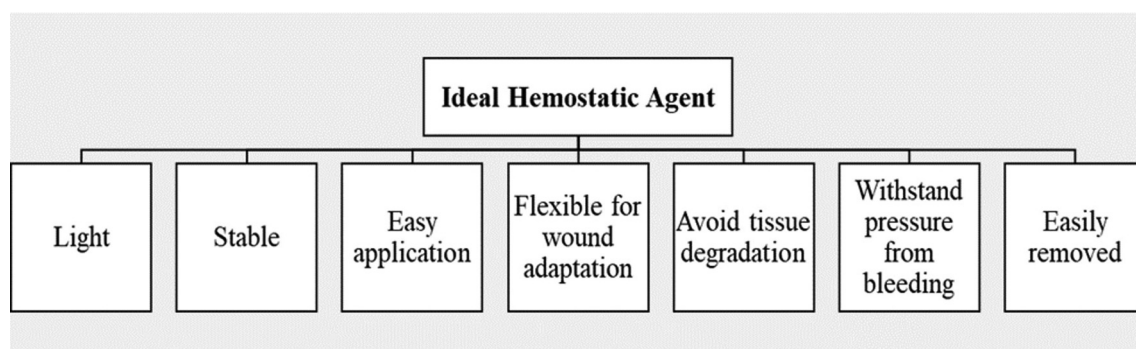 Ideal Hemostatic Agent
Light
Stable
Easy
application
Flexible for
wound
adaptation
Avoid tissue
degradation
Withstand
pressure
from
bleeding
Easily
removed